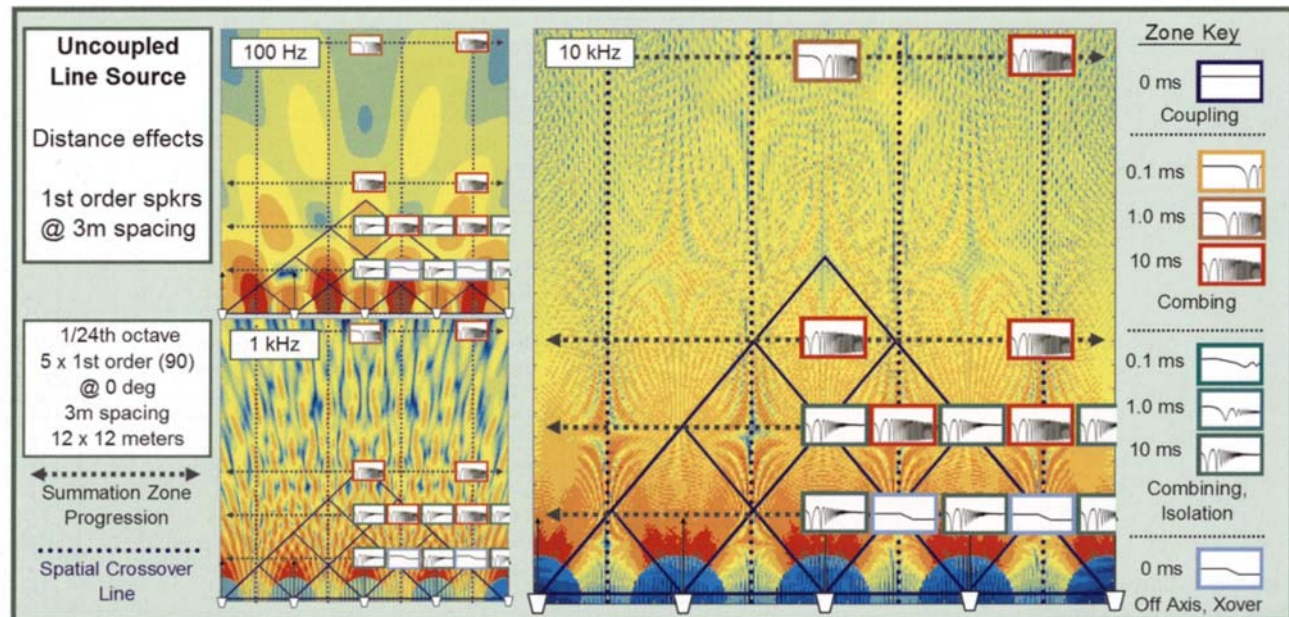 Uncoupled
Line Source
Distance effects
1st order spkrs
@ 3m spacing
1/24th octave
5 x 1st order (90)
@ 0 deg
3m spacing
12 x 12 meters
Summation Zone
Progression
Spatial Crossover
Line
100 Hz
1 kHz
10 kHz
Zone Key
0 ms
Coupling
0.1 ms
1.0 ms
10 ms
Combing
0.1 ms
1.0 ms
10 ms
Combining,
Isolation
0 ms
Off Axis, Xover